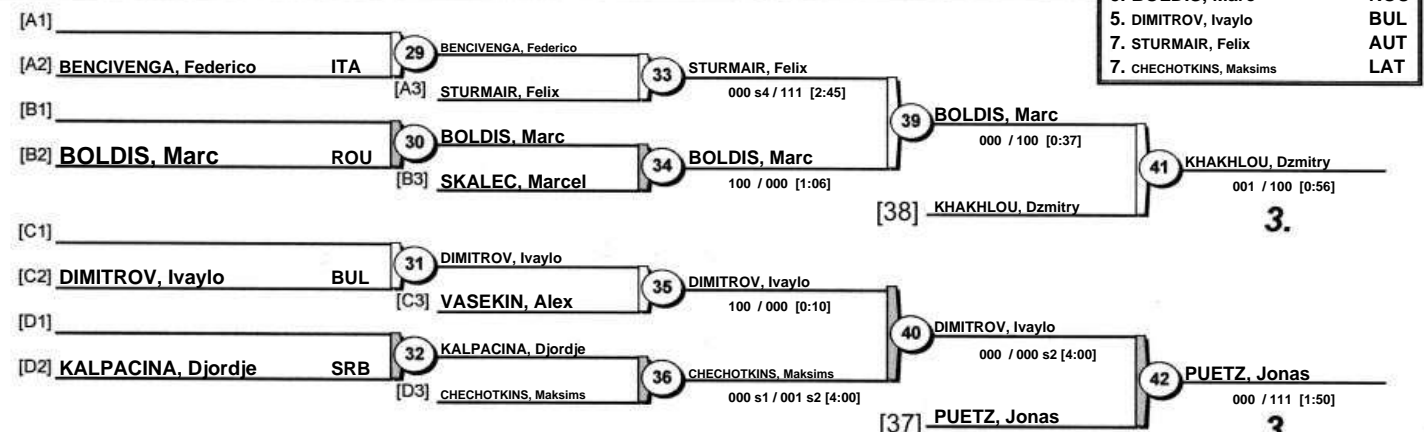 5. DIMITROV, Ivaylo BUL
7. STURMAIR, Felix AUT
7. CHECHOTKINS, Maksims LAT
[A1]
[A2] BENCIVENGA, Federico ITA
29
BENCIVENGA, Federico
[A3] STURMAIR, Felix
33
STURMAIR, Felix
000 s4 / 111 [2:45]
[B1]
[B2] BOLDIS, Marc ROU
30
BOLDIS, Marc
[B3] SKALEC, Marcel
34
BOLDIS, Marc
100 / 000 [1:06]
39
BOLDIS, Marc
000 / 100 [0:37]
[38] KHAKHLOU, Dzmitry
41
KHAKHLOU, Dzmitry
001 / 100 [0:56]
3.
[C1]
[C2] DIMITROV, Ivaylo BUL
31
DIMITROV, Ivaylo
[C3] VASEKIN, Alex
35
DIMITROV, Ivaylo
100 / 000 [0:10]
[D1]
[D2] KALPACINA, Djordje SRB
32
KALPACINA, Djordje
[D3] CHECHOTKINS, Maksims
36
CHECHOTKINS, Maksims
000 s1 / 001 s2 [4:00]
40
DIMITROV, Ivaylo
000 / 000 s2 [4:00]
[37] PUETZ, Jonas
42
PUETZ, Jonas
000 / 111 [1:50]
3.